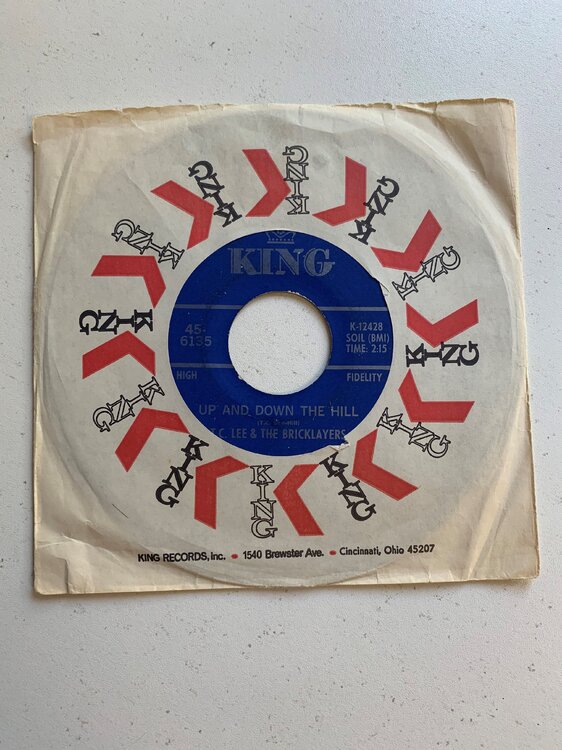 KING
KING
KING
KING
KING
KING
KING
KING
KING
KING
KING
KING
KING
45-
6135
K-12428
SOIL (BMI)
TIME: 2:15
HIGH
FIDELITY
UP AND DOWN THE HILL
.C. LEE & THE BRICKLAYERS
KING RECORDS, Inc. • 1540 Brewster Ave. • Cincinnati, Ohio 45207